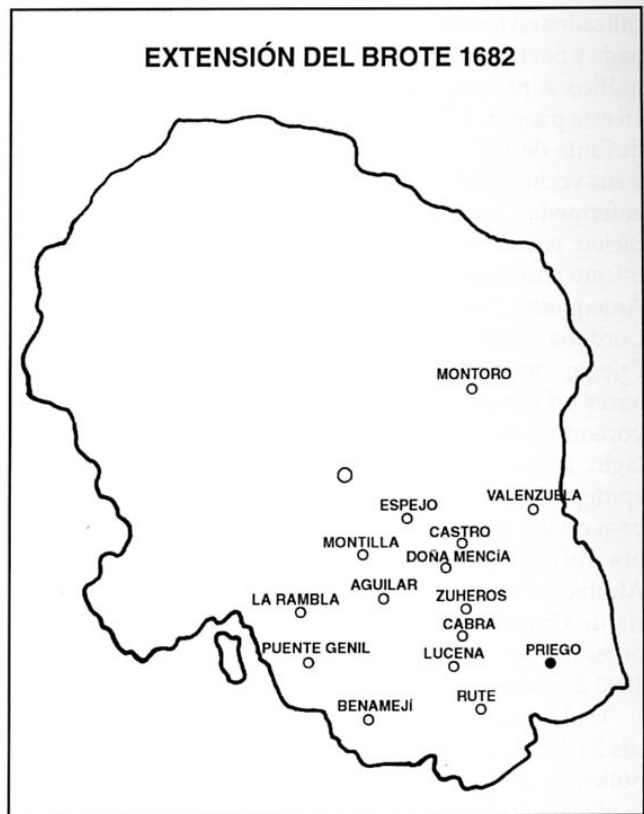 EXTENSIÓN DEL BROTE 1682
MONTORO
VALENZUELA
ESPEJO
CASTRO
MONTILLA
DOÑA MENCÍA
AGUILAR
ZUHEROS
LA RAMBLA
CABRA
PUENTE GENIL
LUCENA
PRIEGO
RUTE
BENAMEJÍ